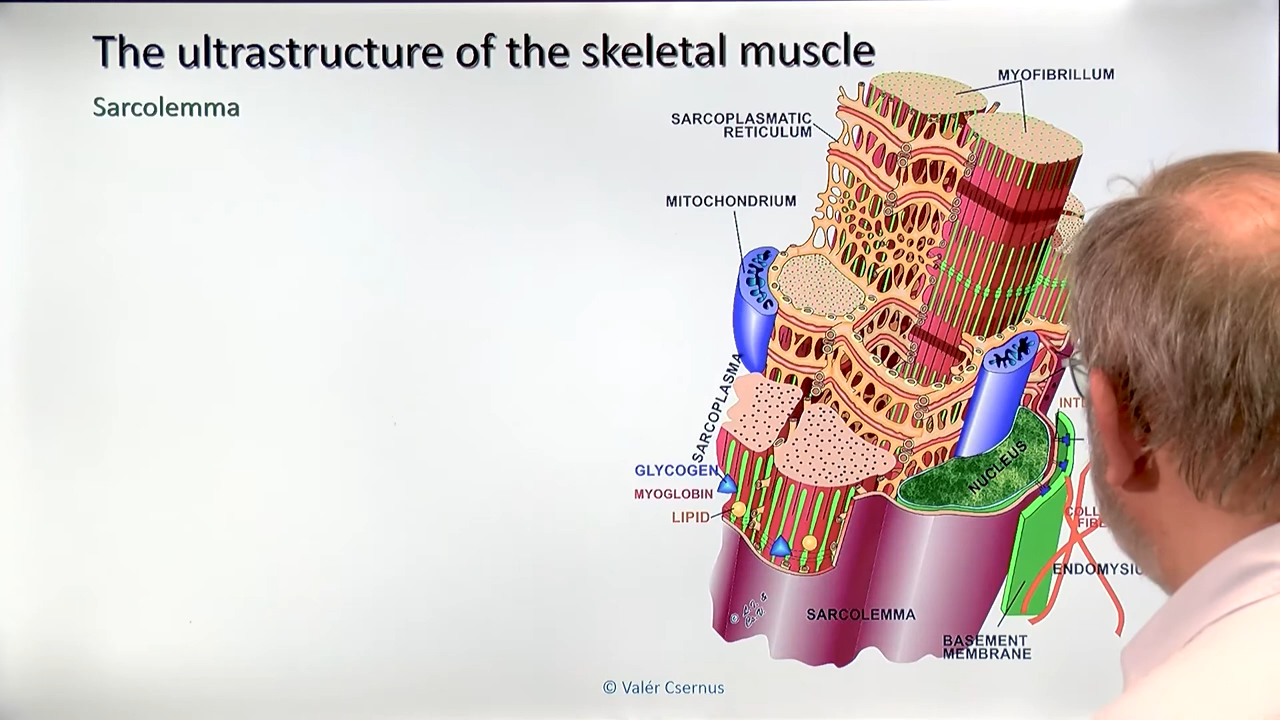 The ultrastructure of the skeletal muscle
Sarcolemma
MYOFIBRILLUM
SARCOPLASMATIC
RETICULUM
MITOCHONDRIUM
SARCOPLASMA
GLYCOGEN
MYOGLOBIN
LIPID
NUCLEUS
SARCOLEMMA
BASEMENT
MEMBRANE
© Valér Csernus